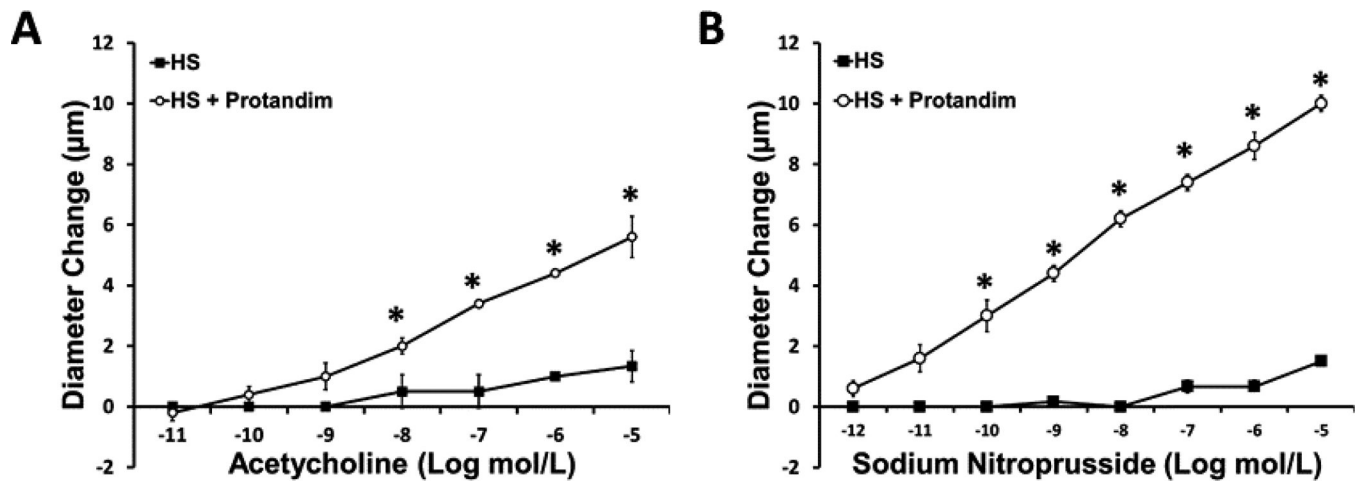 A
12
10
8
6
4
2
0
-2
Diameter Change (µm)
HS
HS + Protandim
*
*
*
*
-11 -10 -9 -8 -7 -6 -5
Acetycholine (Log mol/L)
B
12
10
8
6
4
2
0
-2
Diameter Change (µm)
HS
HS + Protandim
*
*
*
*
*
*
-12 -11 -10 -9 -8 -7 -6 -5
Sodium Nitroprusside (Log mol/L)